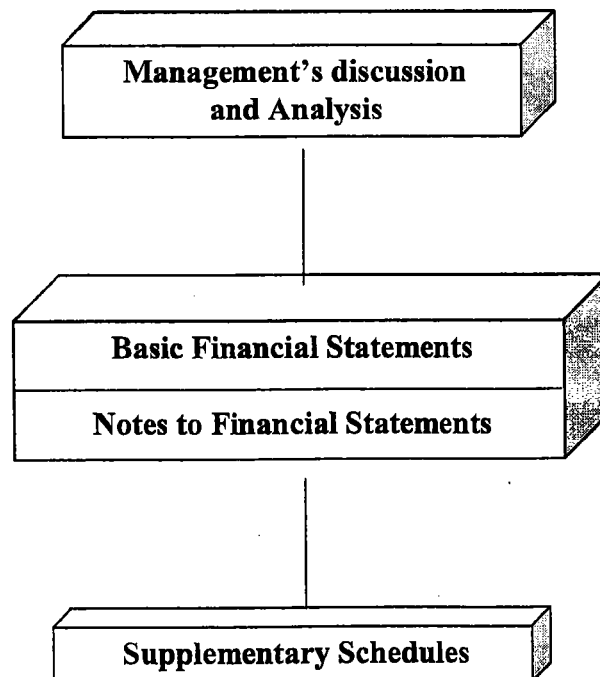 Management's discussion
and Analysis
Basic Financial Statements
Notes to Financial Statements
Supplementary Schedules